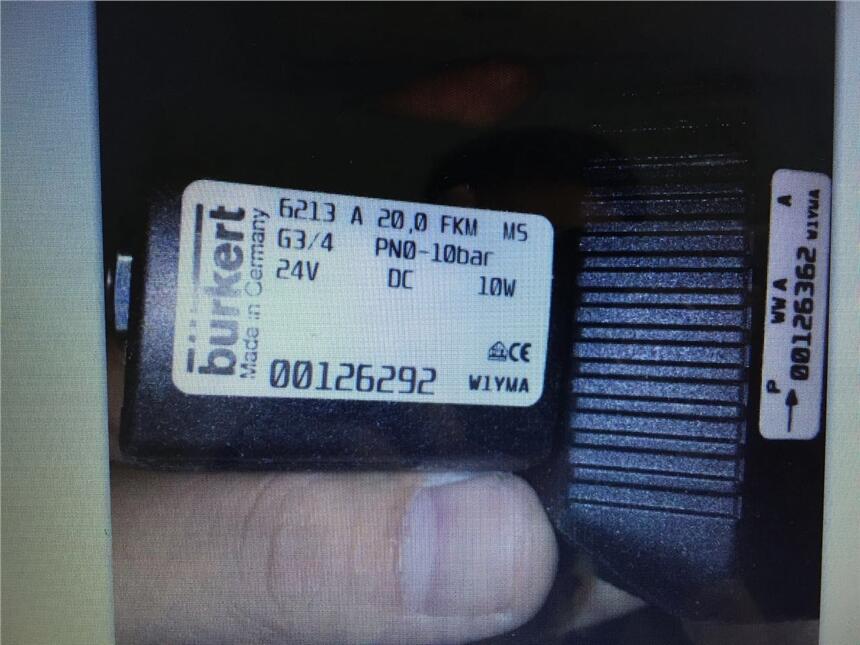 burkert
Made in Germany
6213 A 20,0 FKM MS
G3/4 PN0-10bar
24V DC 10W
CE
00126292 W1YMA
P WWA A
00126362 W1YMA